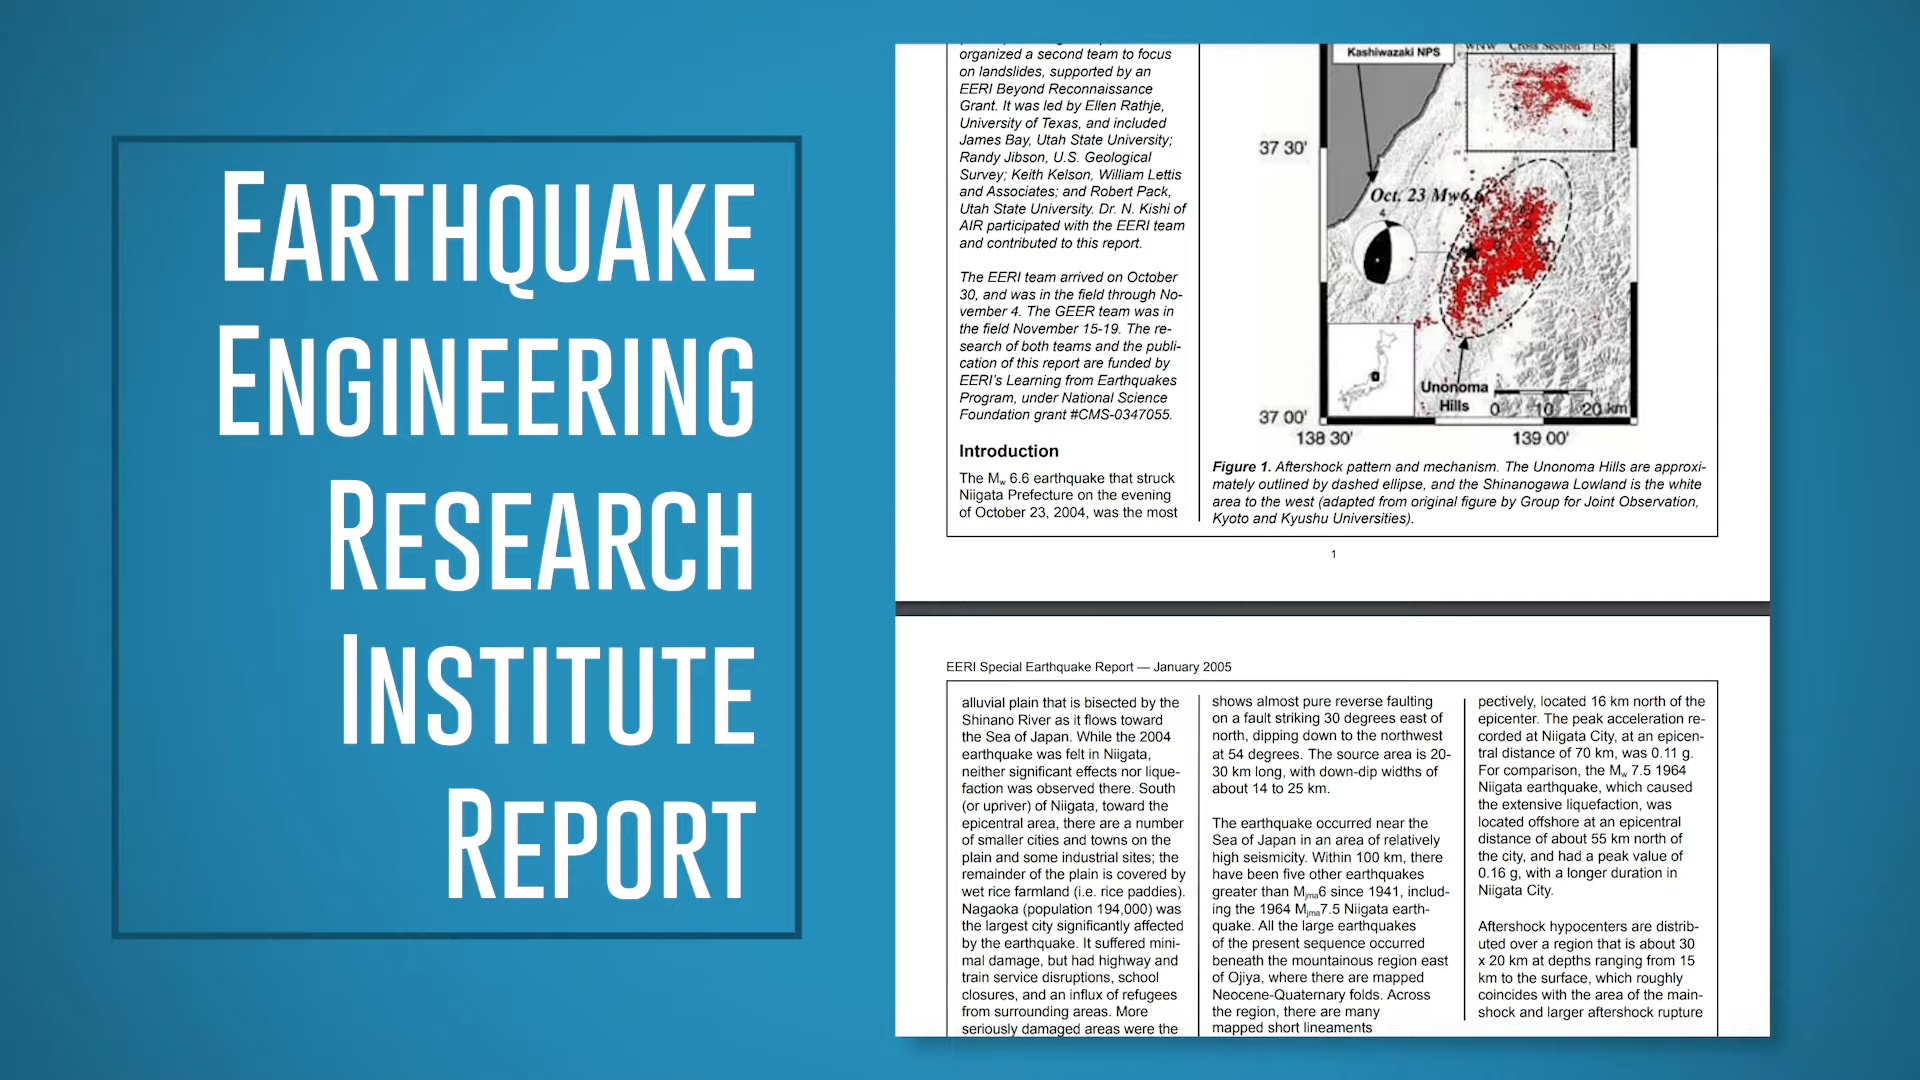 EARTHQUAKE
ENGINEERING
RESEARCH
INSTITUTE
REPORT
organized a second team to focus
on landslides, supported by an
EERI Beyond Reconnaissance
Grant. It was led by Ellen Rathje,
University of Texas, and included
James Bay, Utah State University;
Randy Jibson, U.S. Geological
Survey; Keith Kelson, William Lettis
and Associates; and Robert Pack,
Utah State University. Dr. N. Kishi of
AIR participated with the EERI team
and contributed to this report.
The EERI team arrived on October
30, and was in the field through No-
vember 4. The GEER team was in
the field November 15-19. The re-
search of both teams and the publi-
cation of this report are funded by
EERI's Learning from Earthquakes
Program, under National Science
Foundation grant #CMS-0347055.
Introduction
The Mw 6.6 earthquake that struck
Niigata Prefecture on the evening
of October 23, 2004, was the most
Kashiwazaki NPS
WNW Cross Section ESE
37 30'
Oct. 23 Mw6.6
4
Unonoma
Hills
0 10 20 km
37 00'
138 30' 139 00'
Figure 1. Aftershock pattern and mechanism. The Unonoma Hills are approxi-
mately outlined by dashed ellipse, and the Shinanogawa Lowland is the white
area to the west (adapted from original figure by Group for Joint Observation,
Kyoto and Kyushu Universities).
1
EERI Special Earthquake Report — January 2005
alluvial plain that is bisected by the
Shinano River as it flows toward
the Sea of Japan. While the 2004
earthquake was felt in Niigata,
neither significant effects nor lique-
faction was observed there. South
(or upriver) of Niigata, toward the
epicentral area, there are a number
of smaller cities and towns on the
plain and some industrial sites; the
remainder of the plain is covered by
wet rice farmland (i.e. rice paddies).
Nagaoka (population 194,000) was
the largest city significantly affected
by the earthquake. It suffered mini-
mal damage, but had highway and
train service disruptions, school
closures, and an influx of refugees
from surrounding areas. More
seriously damaged areas were the
shows almost pure reverse faulting
on a fault striking 30 degrees east of
north, dipping down to the northwest
at 54 degrees. The source area is 20-
30 km long, with down-dip widths of
about 14 to 25 km.
The earthquake occurred near the
Sea of Japan in an area of relatively
high seismicity. Within 100 km, there
have been five other earthquakes
greater than Mjma6 since 1941, includ-
ing the 1964 Mjma7.5 Niigata earth-
quake. All the large earthquakes
of the present sequence occurred
beneath the mountainous region east
of Ojiya, where there are mapped
Neocene-Quaternary folds. Across
the region, there are many
mapped short lineaments
pectively, located 16 km north of the
epicenter. The peak acceleration re-
corded at Niigata City, at an epicen-
tral distance of 70 km, was 0.11 g.
For comparison, the Mw 7.5 1964
Niigata earthquake, which caused
the extensive liquefaction, was
located offshore at an epicentral
distance of about 55 km north of
the city, and had a peak value of
0.16 g, with a longer duration in
Niigata City.
Aftershock hypocenters are distrib-
uted over a region that is about 30
x 20 km at depths ranging from 15
km to the surface, which roughly
coincides with the area of the main-
shock and larger aftershock rupture